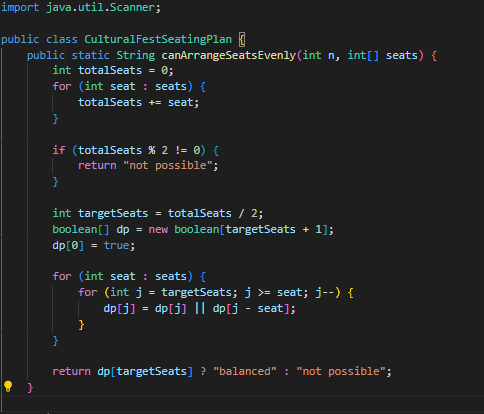 import java.util.Scanner;
public class CulturalFestSeatingPlan {
    public static String canArrangeSeatsEvenly(int n, int[] seats) {
        int totalSeats = 0;
        for (int seat : seats) {
            totalSeats += seat;
        }
        if (totalSeats % 2 != 0) {
            return "not possible";
        }
        int targetSeats = totalSeats / 2;
        boolean[] dp = new boolean[targetSeats + 1];
        dp[0] = true;
        for (int seat : seats) {
            for (int j = targetSeats; j >= seat; j--) {
                dp[j] = dp[j] || dp[j - seat];
            }
        }
        return dp[targetSeats] ? "balanced" : "not possible";
    }